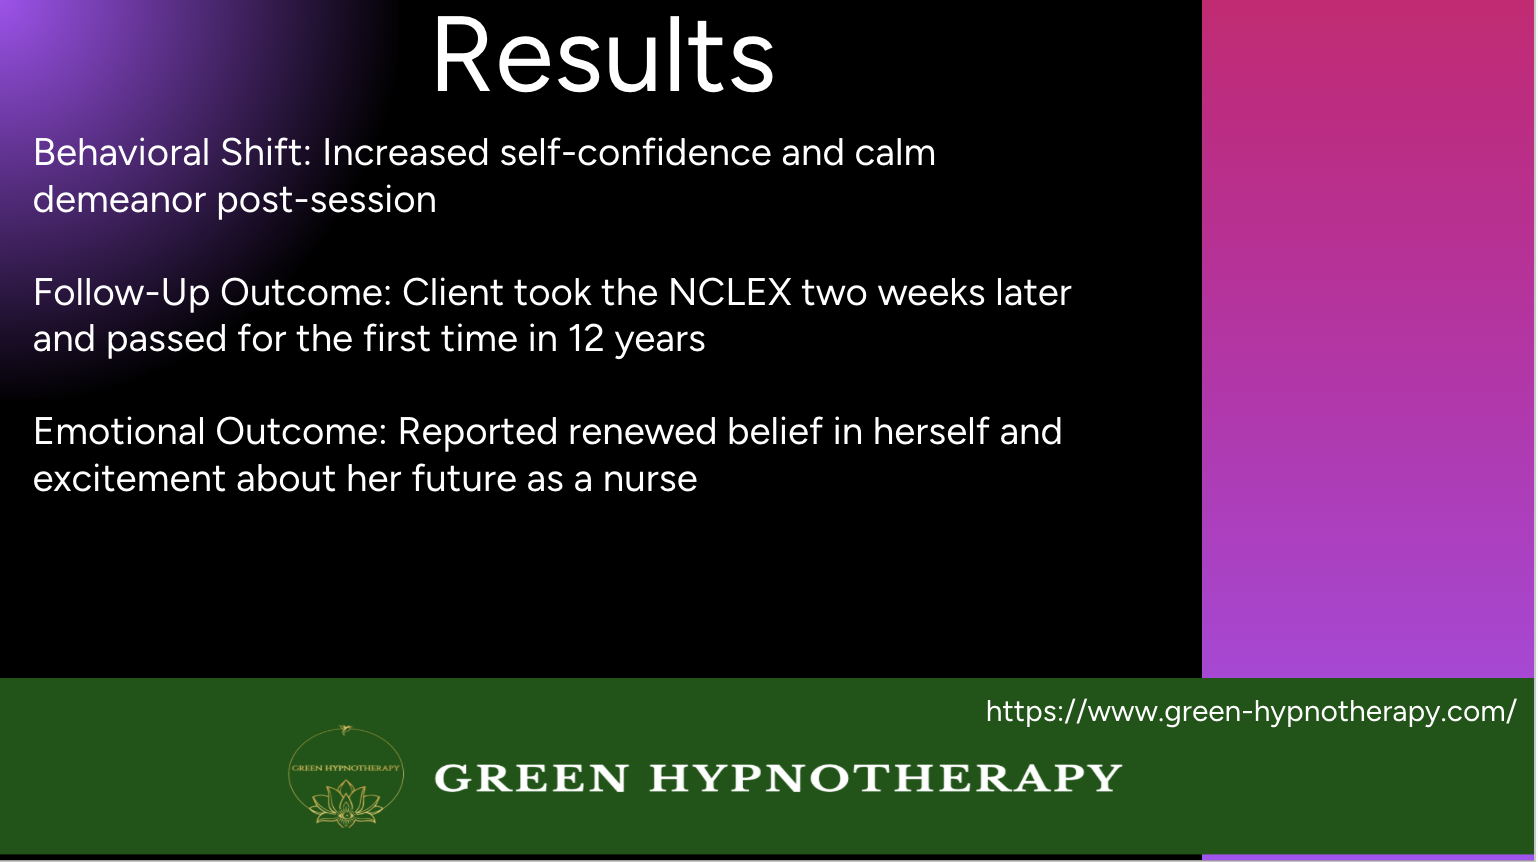 Results
Behavioral Shift: Increased self-confidence and calm
demeanor post-session
Follow-Up Outcome: Client took the NCLEX two weeks later
and passed for the first time in 12 years
Emotional Outcome: Reported renewed belief in herself and
excitement about her future as a nurse
https://www.green-hypnotherapy.com/
GREEN HYPNOTHERAPY
GREEN HYPNOTHERAPY